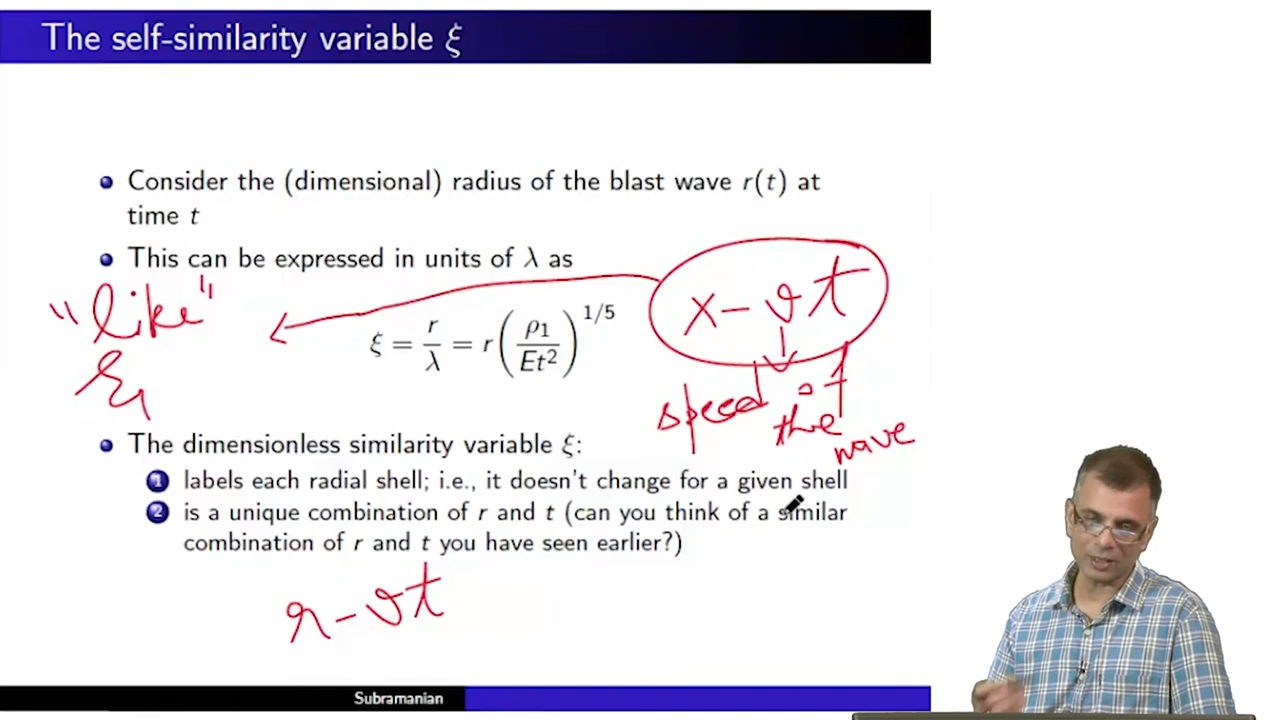 The self-similarity variable ξ
Consider the (dimensional) radius of the blast wave r(t) at
time t
This can be expressed in units of λ as
"like"
ξ
x - vt
ξ = r/λ = r(ρ₁/Et²)^1/5
speed of
the
wave
The dimensionless similarity variable ξ:
1 labels each radial shell; i.e., it doesn't change for a given shell
2 is a unique combination of r and t (can you think of a similar
combination of r and t you have seen earlier?)
r - vt
Subramanian